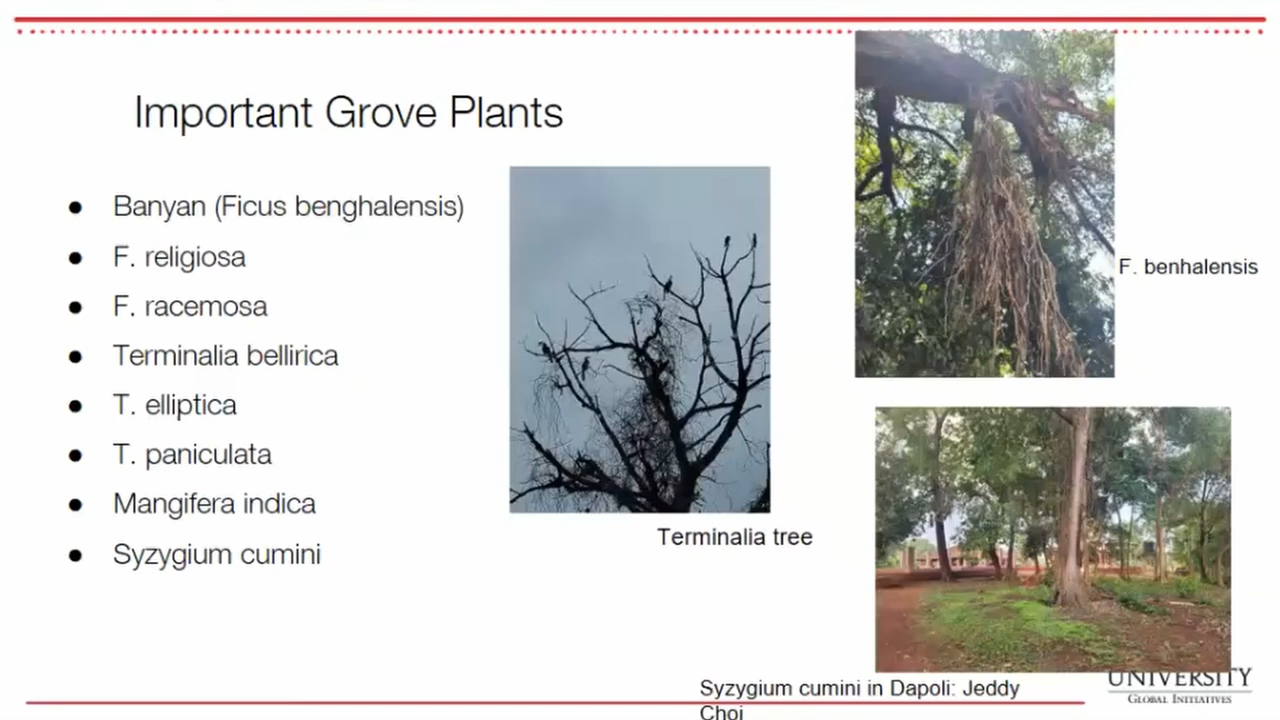 Important Grove Plants
● Banyan (Ficus benghalensis)
● F. religiosa
● F. racemosa
● Terminalia bellirica
● T. elliptica
● T. paniculata
● Mangifera indica
● Syzygium cumini
Terminalia tree
F. benhalensis
Syzygium cumini in Dapoli: Jeddy
Choi
UNIVERSITY
GLOBAL INITIATIVES